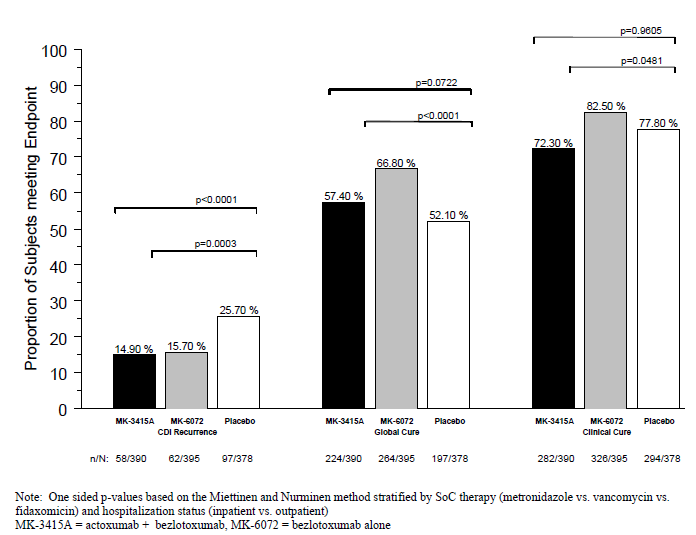 p=0.9605
p=0.0481
p=0.0722
p<0.0001
p<0.0001
p=0.0003
Proportion of Subjects meeting Endpoint
100
90
80
70
60
50
40
30
20
10
0
14.90 %
15.70 %
25.70 %
57.40 %
66.80 %
52.10 %
72.30 %
82.50 %
77.80 %
MK-3415A MK-6072 Placebo MK-3415A MK-6072 Placebo MK-3415A MK-6072 Placebo
CDI Recurrence Global Cure Clinical Cure
n/N: 58/390 62/395 97/378 224/390 264/395 197/378 282/390 326/395 294/378
Note: One sided p-values based on the Miettinen and Nurminen method stratified by SoC therapy (metronidazole vs. vancomycin vs.
fidaxomicin) and hospitalization status (inpatient vs. outpatient)
MK-3415A = actoxumab + bezlotoxumab, MK-6072 = bezlotoxumab alone